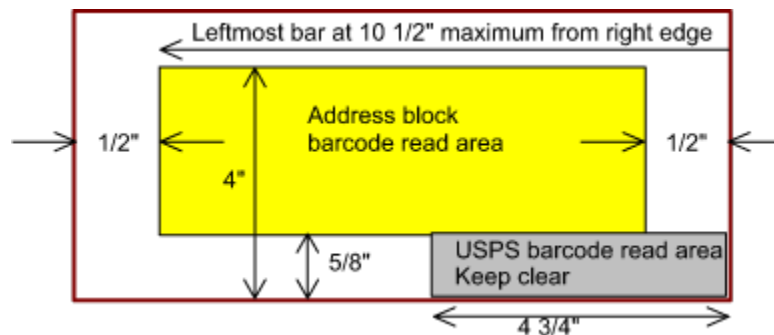 Leftmost bar at 10 1/2" maximum from right edge
Address block
barcode read area
1/2"
1/2"
4"
USPS barcode read area
5/8"
Keep clear
4 3/4"